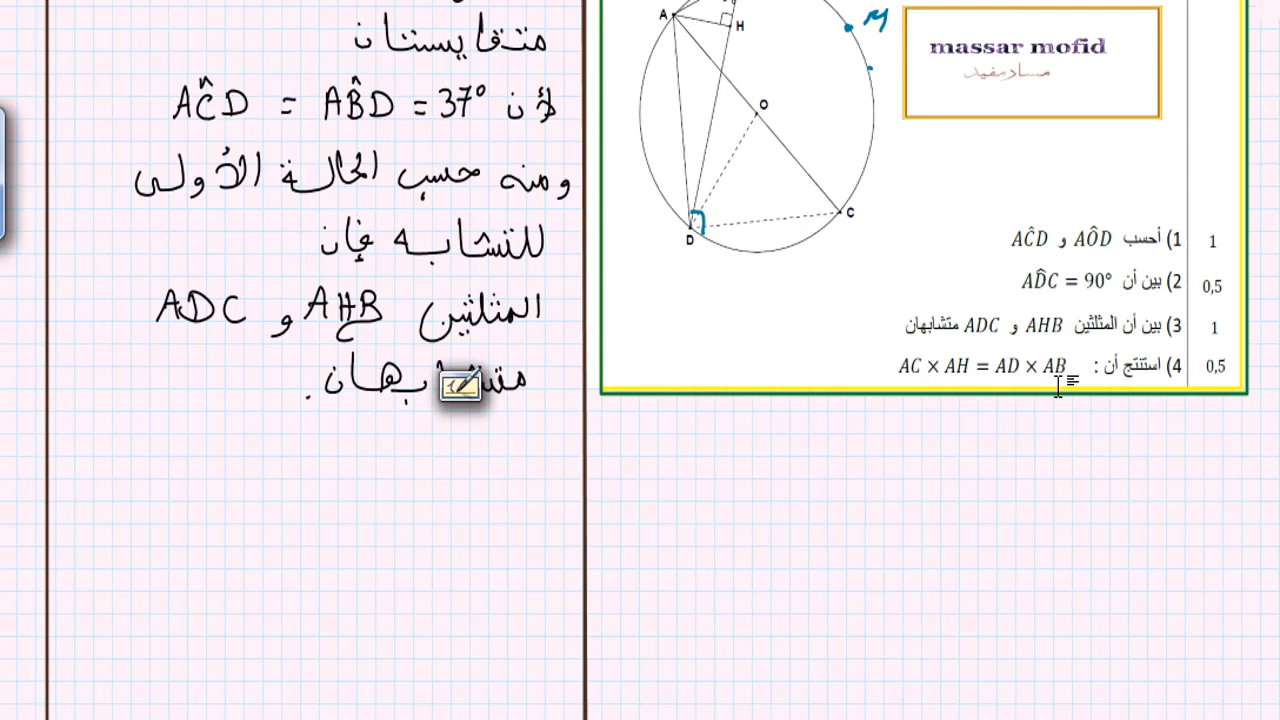 متقايستان
لأن AĈD = AB̂D = 37°
ومنه حسب الحالة الأولى
للتشابه فإن
المثلثين AHB و ADC
A
H
M
O
C
D
massar mofid
مسار مفيد
1) أحسب AÔD و AĈD 1
2) بين أن AD̂C = 90° 0,5
3) بين أن المثلثين AHB و ADC متشابهان 1
4) استنتج أن : AC × AH = AD × AB 0,5